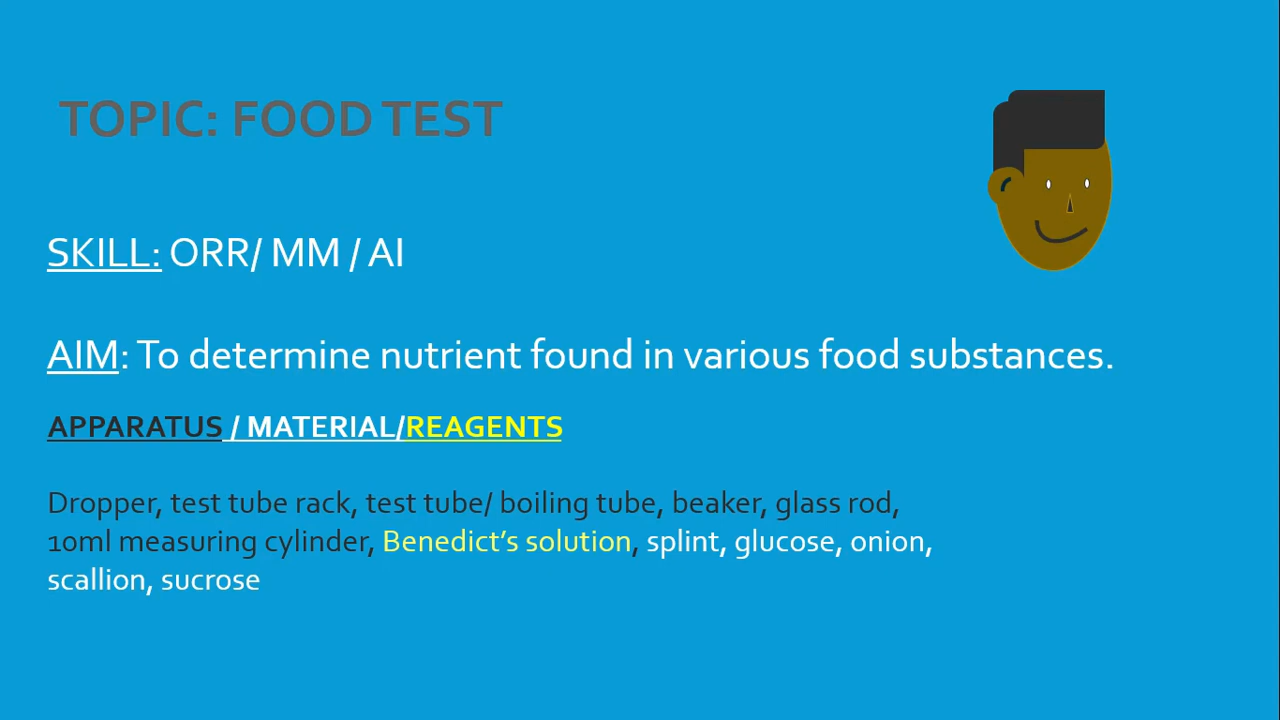 TOPIC: FOOD TEST
SKILL: ORR/ MM / AI
AIM: To determine nutrient found in various food substances.
APPARATUS / MATERIAL/REAGENTS
Dropper, test tube rack, test tube/ boiling tube, beaker, glass rod,
10ml measuring cylinder, Benedict’s solution, splint, glucose, onion,
scallion, sucrose